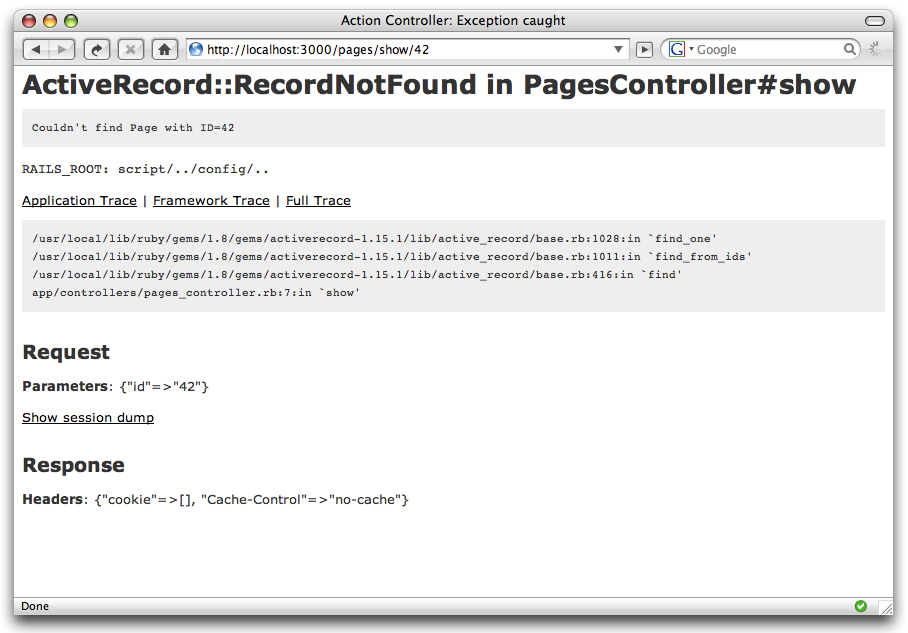 Action Controller: Exception caught
http://localhost:3000/pages/show/42
G Google
ActiveRecord::RecordNotFound in PagesController#show
Couldn't find Page with ID=42
RAILS_ROOT: script/../config/..
Application Trace | Framework Trace | Full Trace
/usr/local/lib/ruby/gems/1.8/gems/activerecord-1.15.1/lib/active_record/base.rb:1028:in `find_one'
/usr/local/lib/ruby/gems/1.8/gems/activerecord-1.15.1/lib/active_record/base.rb:1011:in `find_from_ids'
/usr/local/lib/ruby/gems/1.8/gems/activerecord-1.15.1/lib/active_record/base.rb:416:in `find'
app/controllers/pages_controller.rb:7:in `show'
Request
Parameters: {"id"=>"42"}
Show session dump
Response
Headers: {"cookie"=>[], "Cache-Control"=>"no-cache"}
Done